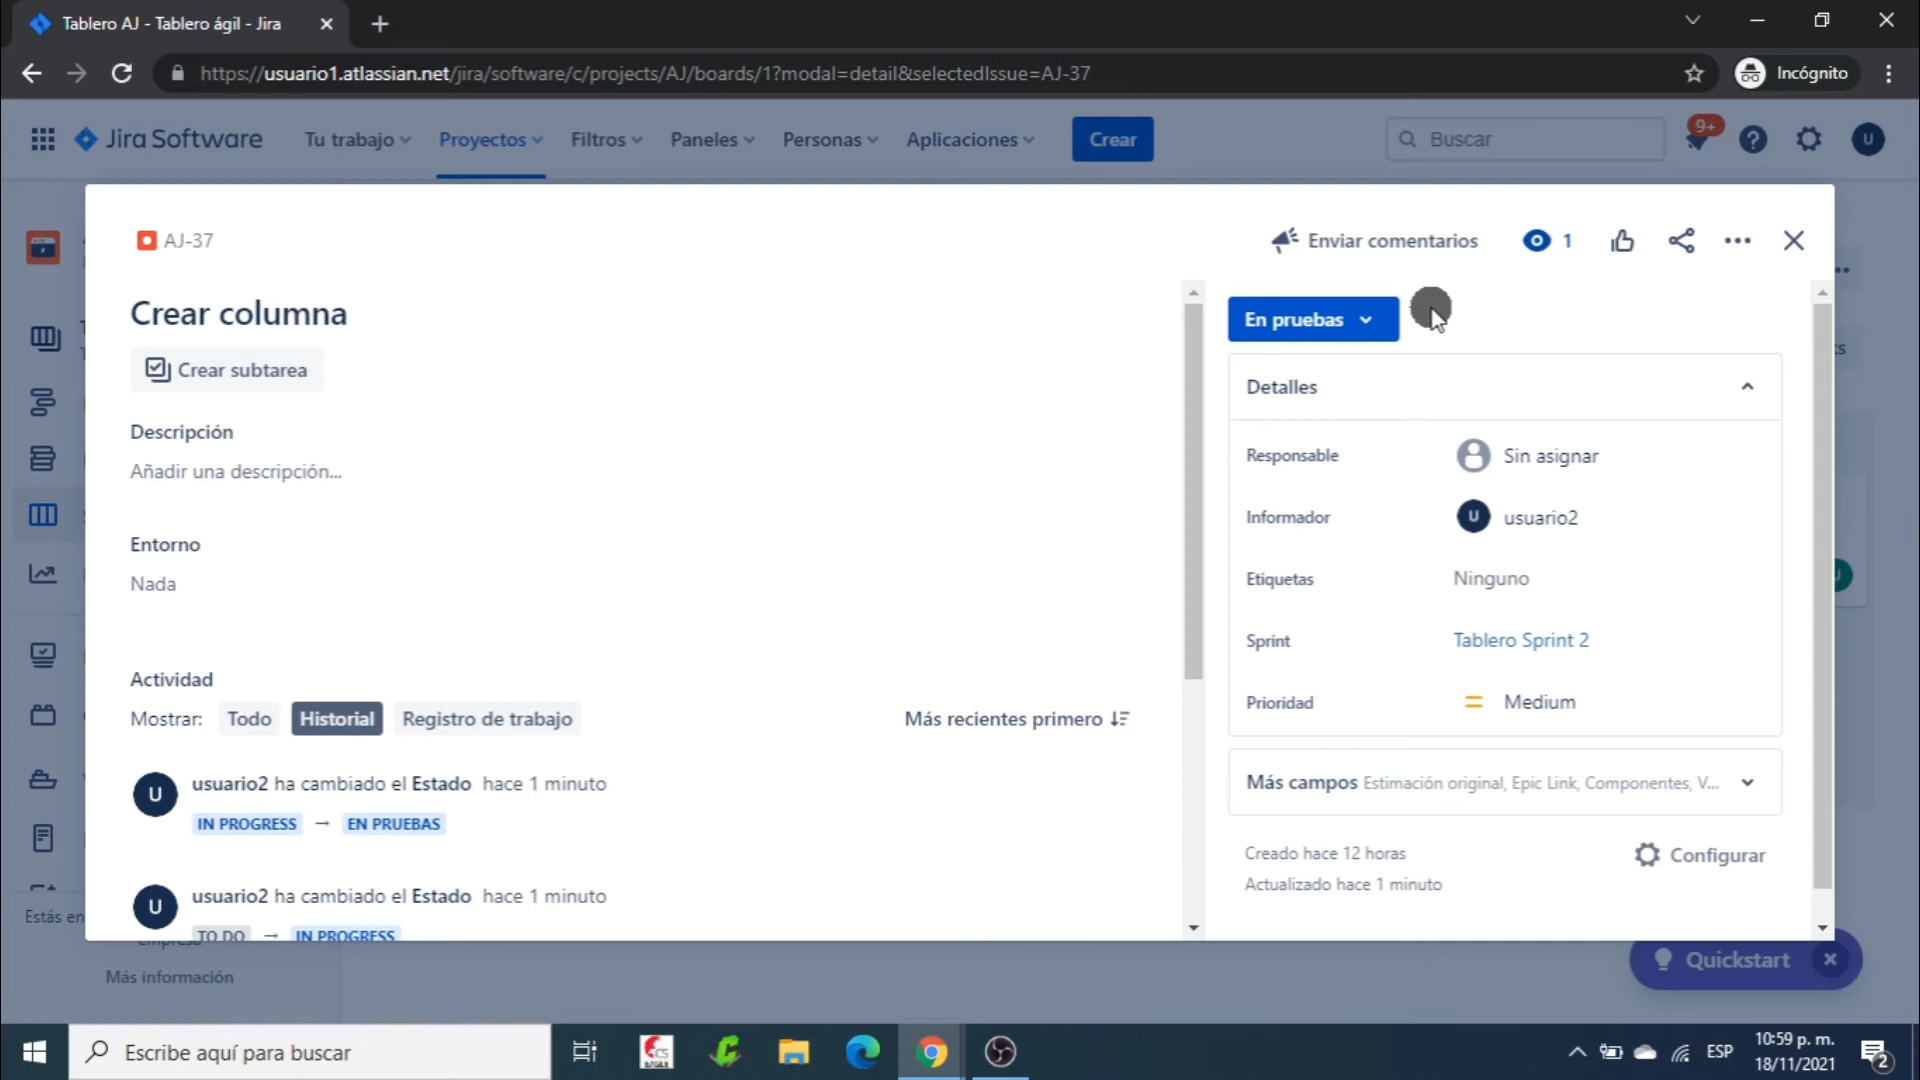 Tablero AJ - Tablero ágil - Jira
https://usuario1.atlassian.net/jira/software/c/projects/AJ/boards/1?modal=detail&selectedIssue=AJ-37
Incógnito
Jira Software
Tu trabajo
Proyectos
Filtros
Paneles
Personas
Aplicaciones
Crear
Buscar
9+
U
AJ-37
Enviar comentarios
1
Crear columna
Crear subtarea
Descripción
Añadir una descripción...
Entorno
Nada
Actividad
Mostrar: Todo Historial Registro de trabajo
Más recientes primero
U
usuario2 ha cambiado el Estado hace 1 minuto
IN PROGRESS → EN PRUEBAS
U
usuario2 ha cambiado el Estado hace 1 minuto
TO DO → IN PROGRESS
En pruebas
Detalles
Responsable Sin asignar
Informador U usuario2
Etiquetas Ninguno
Sprint Tablero Sprint 2
Prioridad Medium
Más campos Estimación original, Epic Link, Componentes, V...
Creado hace 12 horas
Configurar
Actualizado hace 1 minuto
Estás en
empresa
Más información
Quickstart
Escribe aquí para buscar
CS
EAGLE
ESP
10:59 p. m.
18/11/2021
2